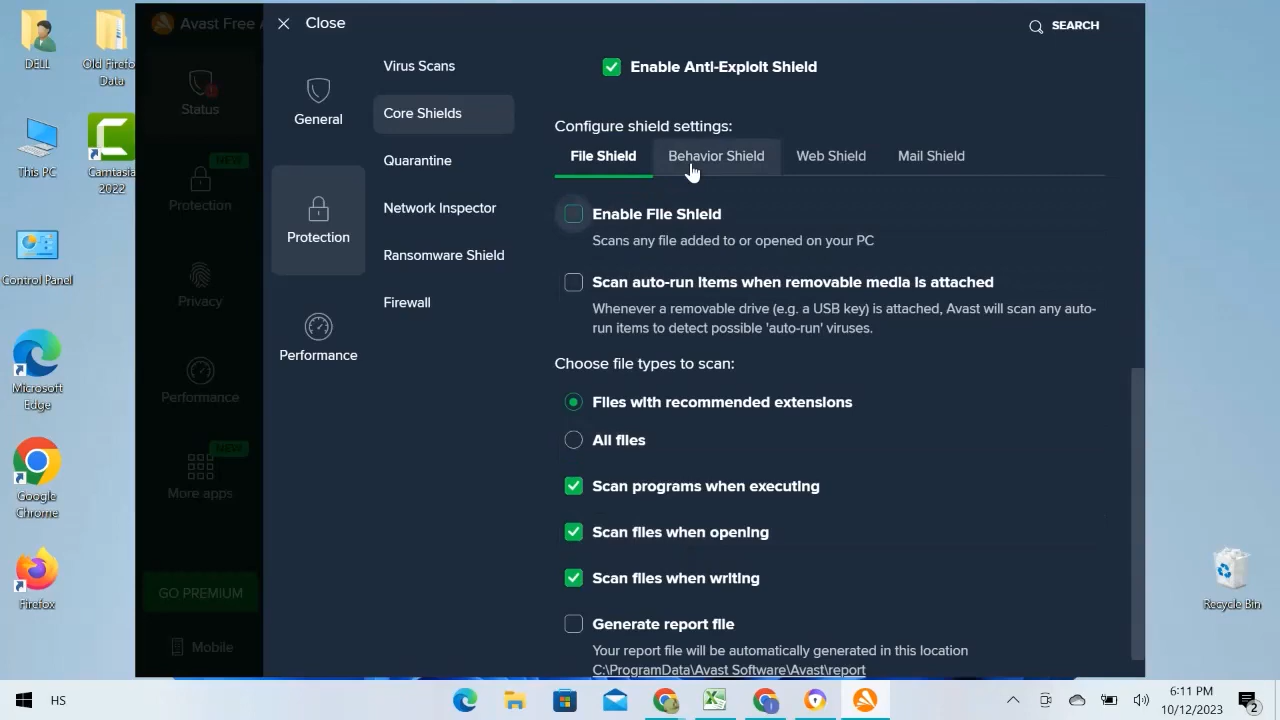 DELL
Old Firefo
Data
This PC
Camtasia
2022
Control Panel
Microsoft
Edge
Google
Chrome
Firefox
Avast Free A
Status
NEW
Protection
Privacy
Performance
NEW
More apps
GO PREMIUM
Mobile
Close
SEARCH
General
Protection
Performance
Virus Scans
Core Shields
Quarantine
Network Inspector
Ransomware Shield
Firewall
Enable Anti-Exploit Shield
Configure shield settings:
File Shield Behavior Shield Web Shield Mail Shield
Enable File Shield
Scans any file added to or opened on your PC
Scan auto-run items when removable media is attached
Whenever a removable drive (e.g. a USB key) is attached, Avast will scan any auto-
run items to detect possible 'auto-run' viruses.
Choose file types to scan:
Files with recommended extensions
All files
Scan programs when executing
Scan files when opening
Scan files when writing
Generate report file
Your report file will be automatically generated in this location
C:\ProgramData\Avast Software\Avast\report
Recycle Bin
HS
6:11 PM
10/12/2023
2